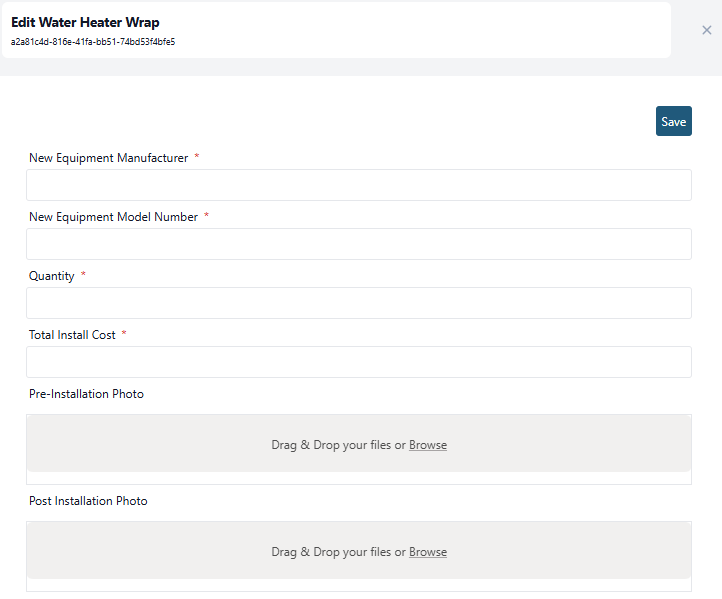 Edit Water Heater Wrap
a2a81c4d-816e-41fa-bb51-74bd53f4bfe5
Save
New Equipment Manufacturer *
New Equipment Model Number *
Quantity *
Total Install Cost *
Pre-Installation Photo
Drag & Drop your files or Browse
Post Installation Photo
Drag & Drop your files or Browse